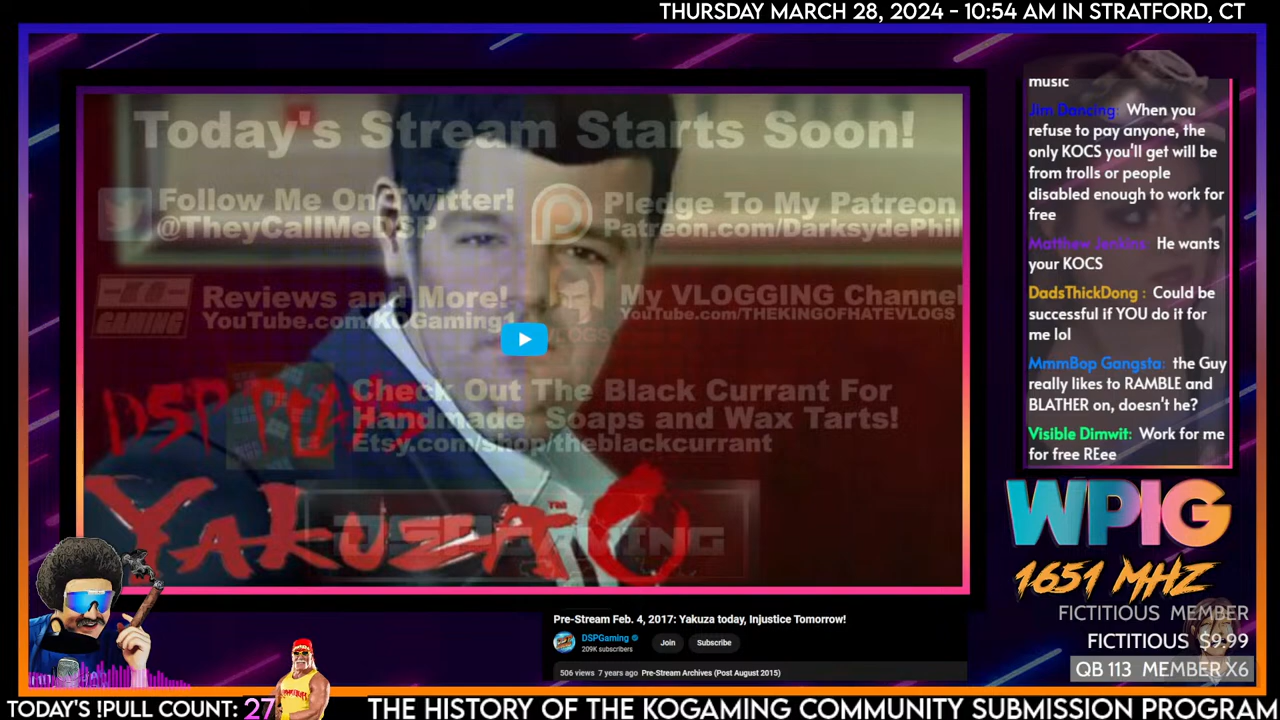 THURSDAY MARCH 28, 2024 - 10:54 AM IN STRATFORD, CT
Today's Stream Starts Soon!
Follow Me On Twitter!
@TheyCallMeDSP
Pledge To My Patreon
Patreon.com/DarksydePhil
-KG-
GAMING
Reviews and More!
YouTube.com/KOGaming1
My VLOGGING Channel
YouTube.com/THEKINGOFHATEVLOGS
Check Out The Black Currant For
Handmade Soaps and Wax Tarts!
Etsy.com/shop/theblackcurrant
DSP PLAYS
YAKUZA 0
DSPGAMING
music
Jim Dancing: When you
refuse to pay anyone, the
only KOCS you'll get will be
from trolls or people
disabled enough to work for
free
Matthew Jenkins: He wants
your KOCS
DadsThickDong : Could be
successful if YOU do it for
me lol
MmmBop Gangsta: the Guy
really likes to RAMBLE and
BLATHER on, doesn't he?
Visible Dimwit: Work for me
for free REee
WPIG
1651 MHZ
FICTITIOUS MEMBER
FICTITIOUS $9.99
QB 113 MEMBER X6
Pre-Stream Feb. 4, 2017: Yakuza today, Injustice Tomorrow!
DSPGaming
209K subscribers
Join
Subscribe
506 views 7 years ago Pre-Stream Archives (Post August 2015)
TODAY'S !PULL COUNT: 27
THE HISTORY OF THE KOGAMING COMMUNITY SUBMISSION PROGRAM